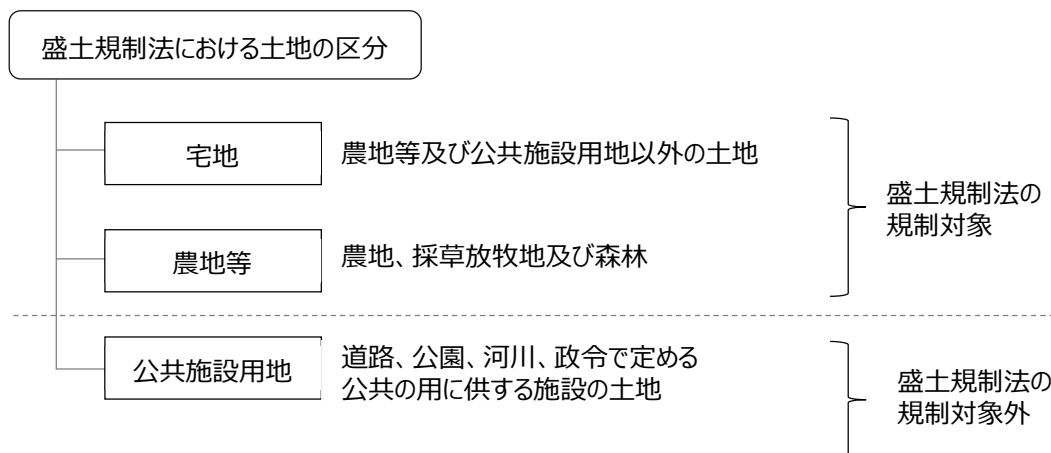 盛土規制法における土地の区分
宅地
農地等及び公共施設用地以外の土地
盛土規制法の
規制対象
農地等
農地、採草放牧地及び森林
公共施設用地
道路、公園、河川、政令で定める
公共の用に供する施設の土地
盛土規制法の
規制対象外